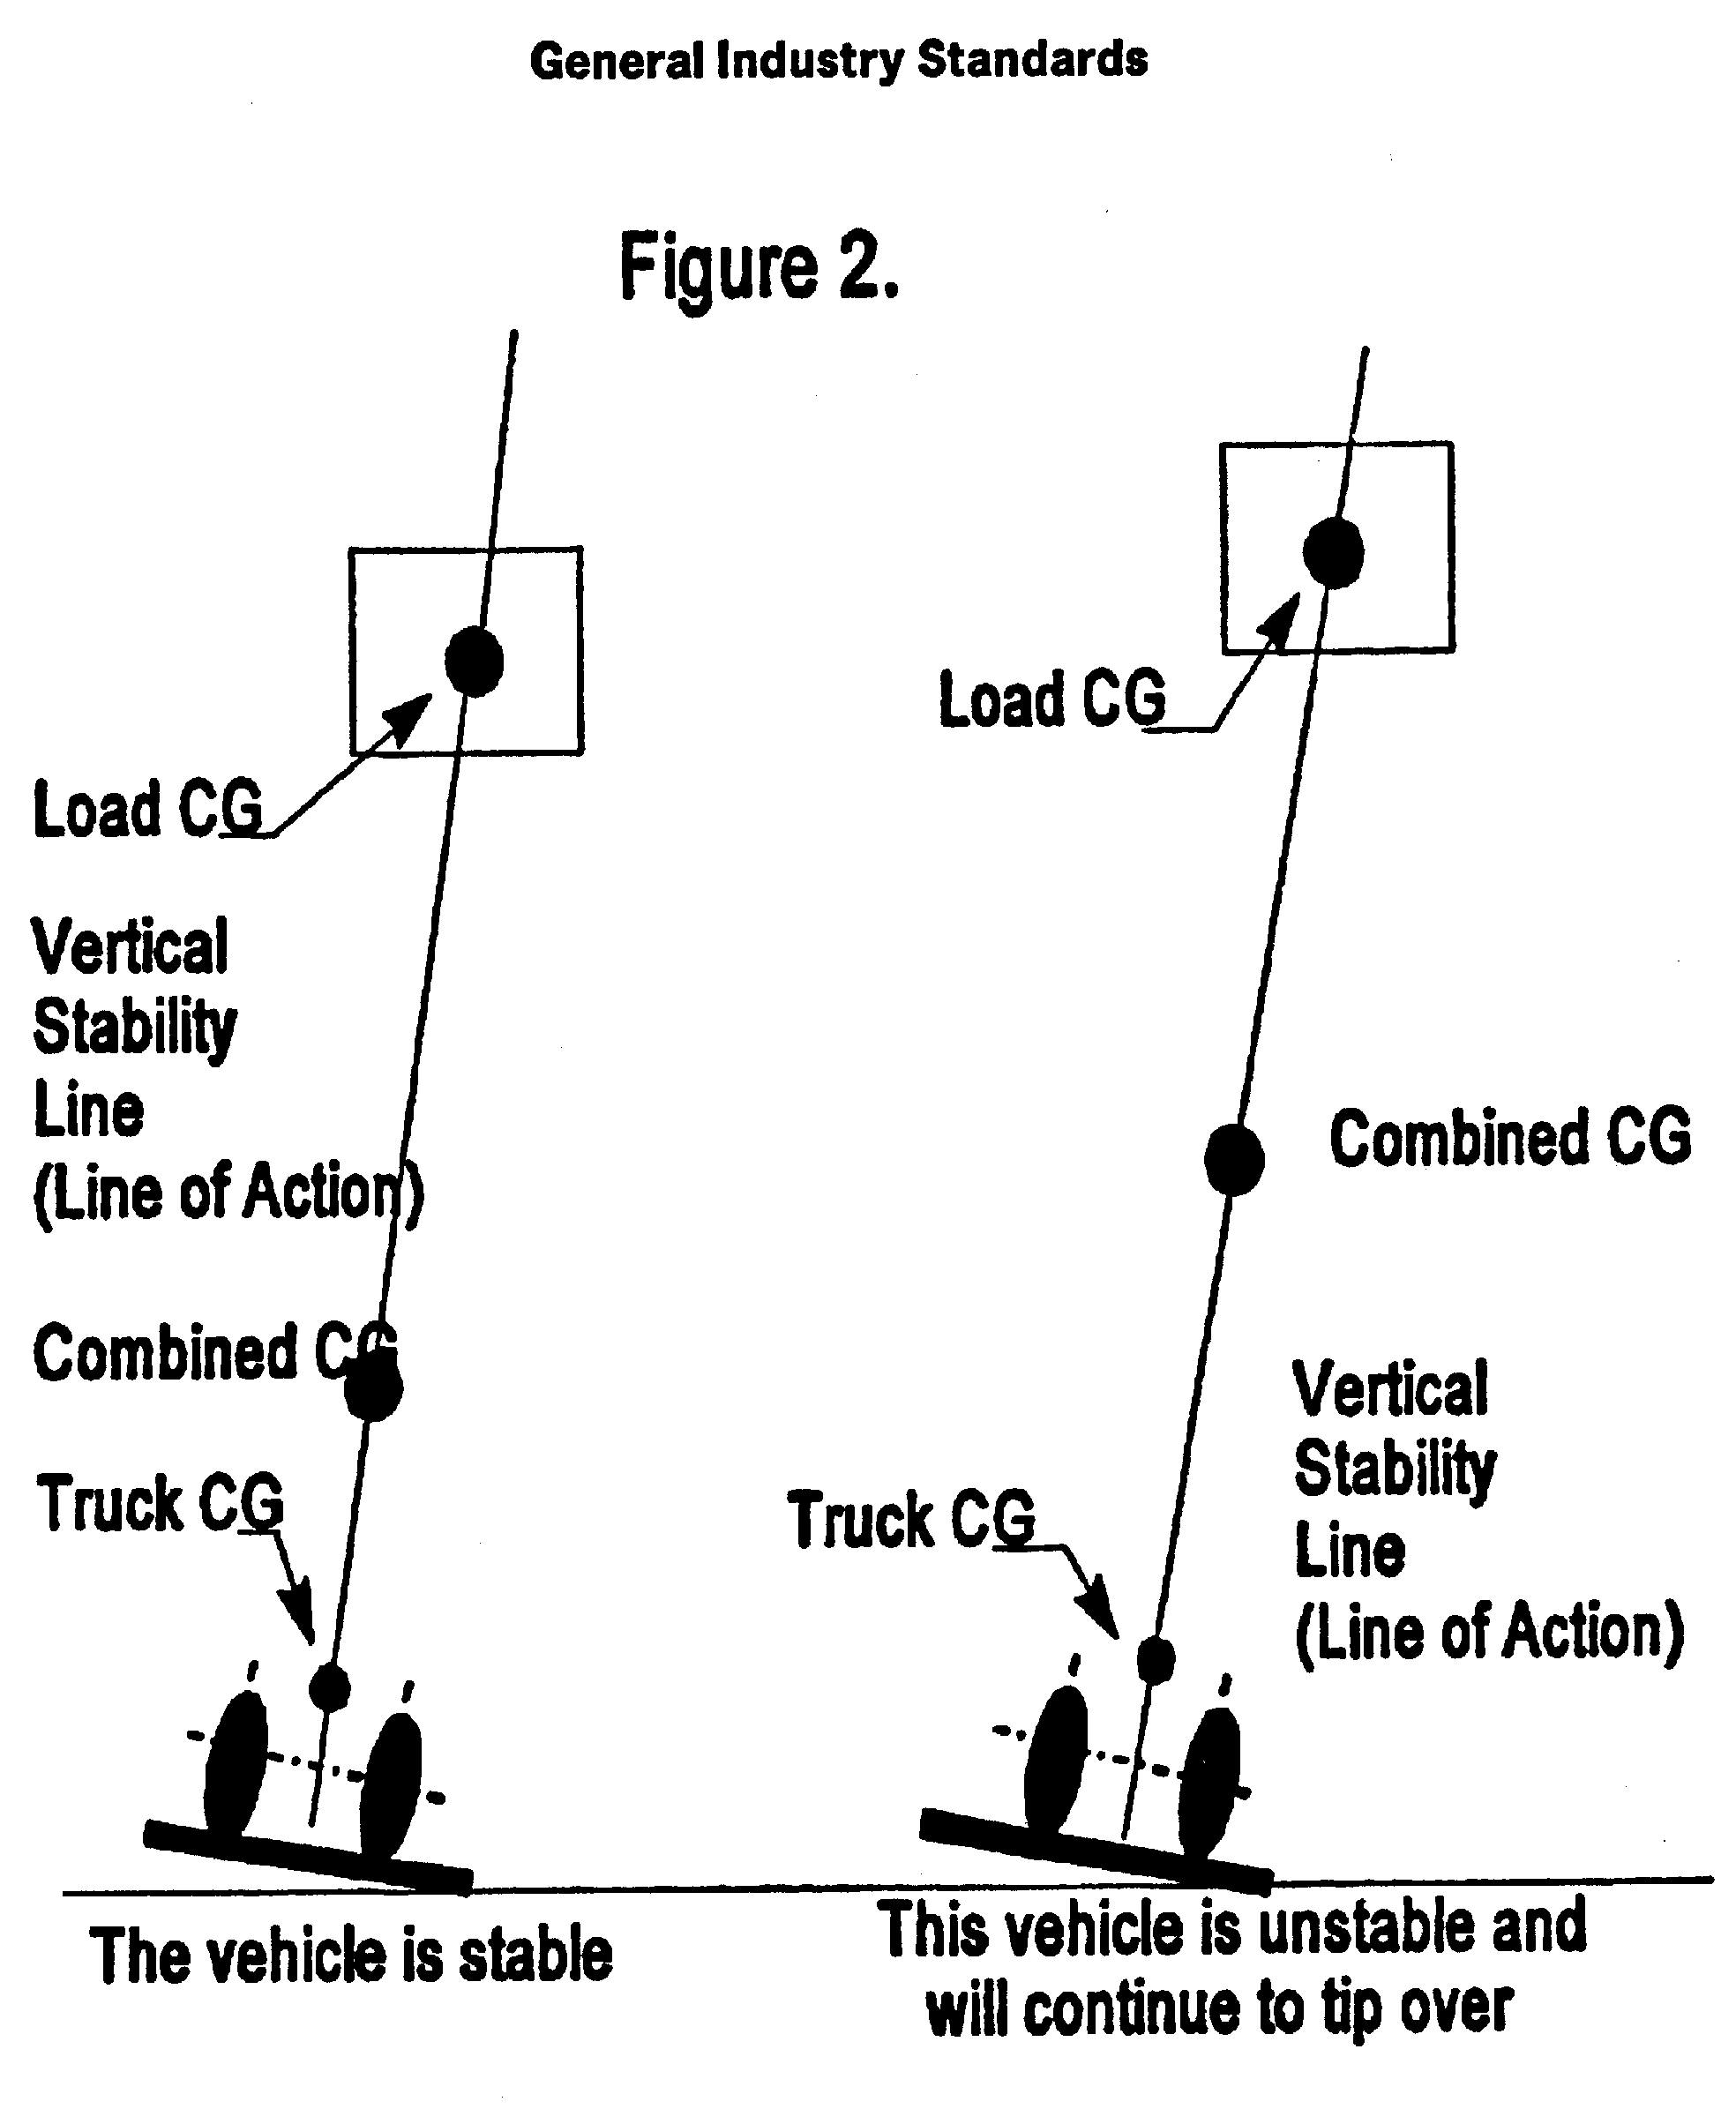 General Industry Standards
Figure 2.
Load CG
Vertical
Stability
Line
(Line of Action)
Combined CG
Truck CG
The vehicle is stable
Load CG
Combined CG
Vertical
Stability
Line
(Line of Action)
Truck CG
This vehicle is unstable and
will continue to tip over